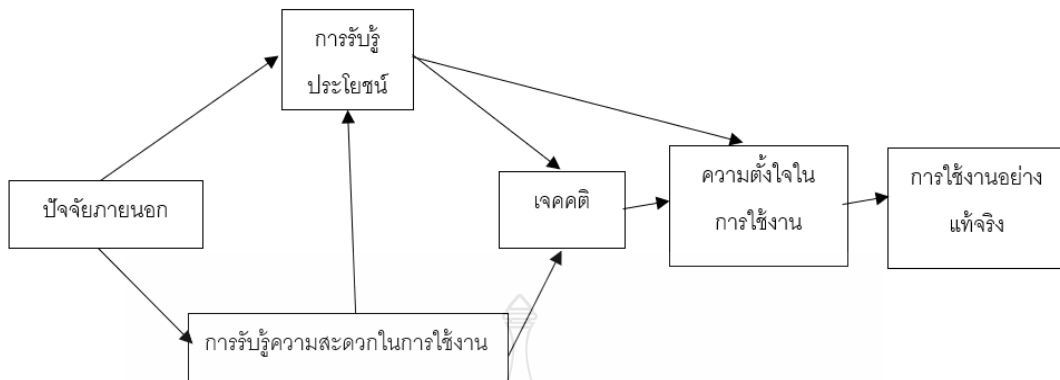 การรับรู้
ประโยชน์
ปัจจัยภายนอก
เจคคติ
ความตั้งใจใน
การใช้งาน
การใช้งานอย่าง
แท้จริง
การรับรู้ความสะดวกในการใช้งาน